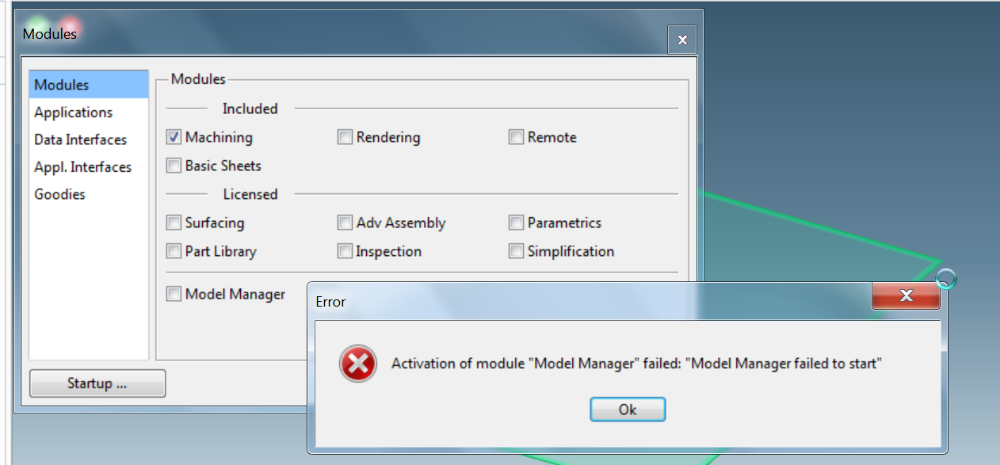 Modules
Modules
Applications
Data Interfaces
Appl. Interfaces
Goodies
Modules
Included
Machining Rendering Remote
Basic Sheets
Licensed
Surfacing Adv Assembly Parametrics
Part Library Inspection Simplification
Model Manager
Startup ...
Error
Activation of module "Model Manager" failed: "Model Manager failed to start"
Ok